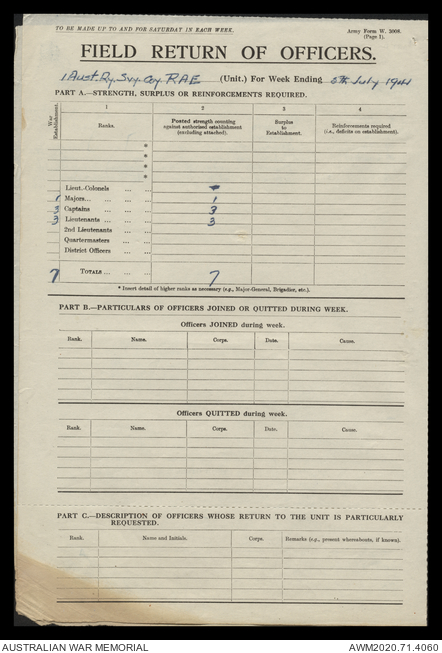 TO BE MADE UP TO AND FOR SATURDAY IN EACH WEEK.
Army Form W. 3008.
(Page 1).
FIELD RETURN OF OFFICERS.
1 Aust. Ry. Svy Coy RAE (Unit.) For Week Ending 5th July 1941
PART A.—STRENGTH, SURPLUS OR REINFORCEMENTS REQUIRED.
War Establishment.
1 2 3 4
Ranks. Posted strength counting against authorised establishment (excluding attached). Surplus to Establishment. Reinforcements required (i.e., deficits on establishment).
*
*
*
*
Lieut.-Colonels ... ...
1 Majors... ... ... ... 1
3 Captains ... ... ... 3
3 Lieutenants ... ... ... 3
2nd Lieutenants ... ...
Quartermasters ... ...
District Officers ... ...
7 TOTALS ... ... 7
* Insert detail of higher ranks as necessary (e.g., Major-General, Brigadier, etc.).
PART B.—PARTICULARS OF OFFICERS JOINED OR QUITTED DURING WEEK.
Officers JOINED during week.
Rank. Name. Corps. Date. Cause.
Officers QUITTED during week.
Rank. Name. Corps. Date. Cause.
PART C.—DESCRIPTION OF OFFICERS WHOSE RETURN TO THE UNIT IS PARTICULARLY
REQUESTED.
Rank. Name and Initials. Corps. Remarks (e.g., present whereabouts, if known).
AUSTRALIAN WAR MEMORIAL AWM2020.71.4060